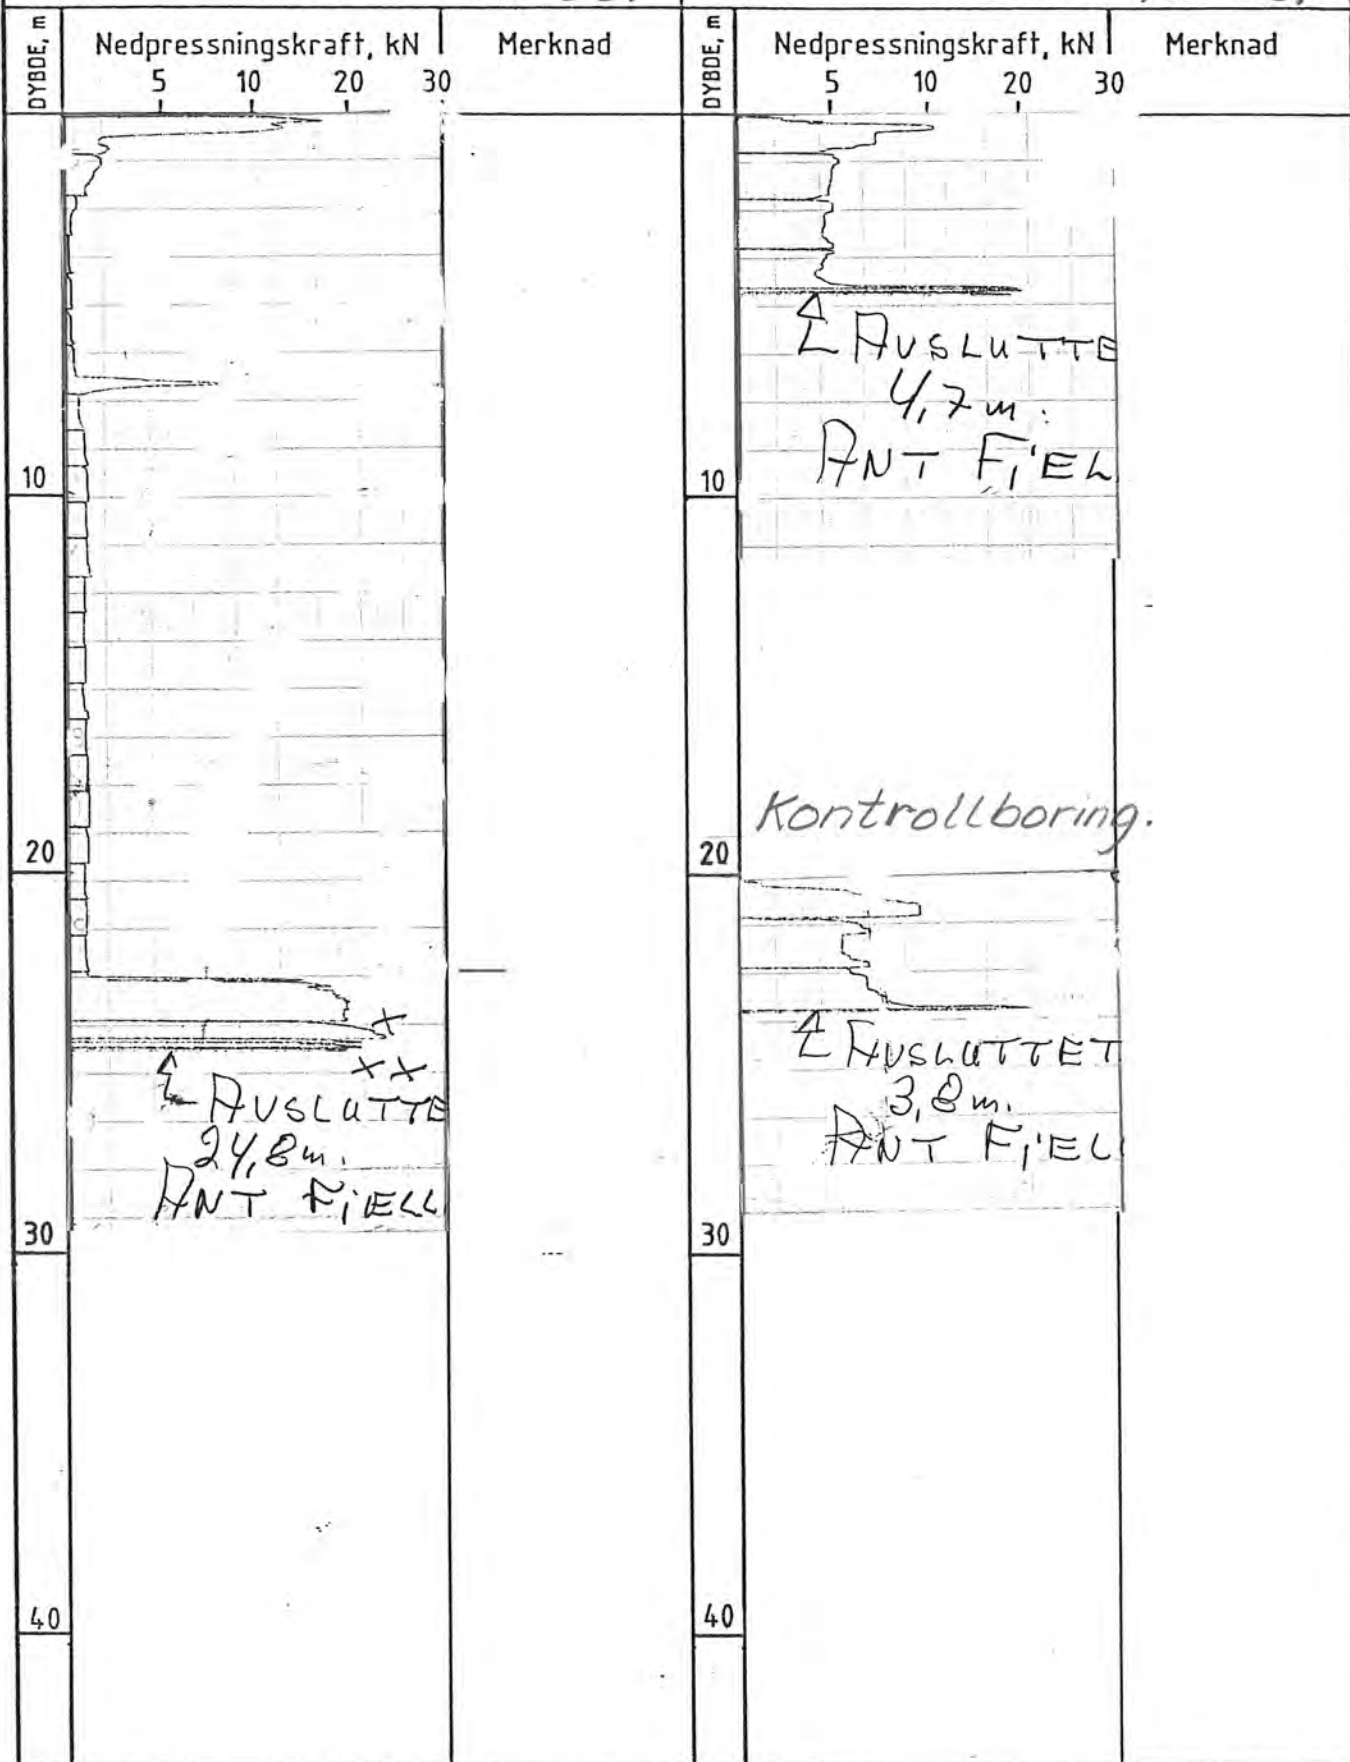 DYBDE, m
Nedpressningskraft, kN
Merknad
5 10 20 30
10
20
30
40
X
XX
AVSLUTTE
24,8 m.
ANT FJELL
DYBDE, m
Nedpressningskraft, kN
Merknad
5 10 20 30
AVSLUTTE
4,7 m.
ANT FJEL
10
Kontrollboring.
20
AVSLUTTET
3,8 m.
ANT FJEL
30
40